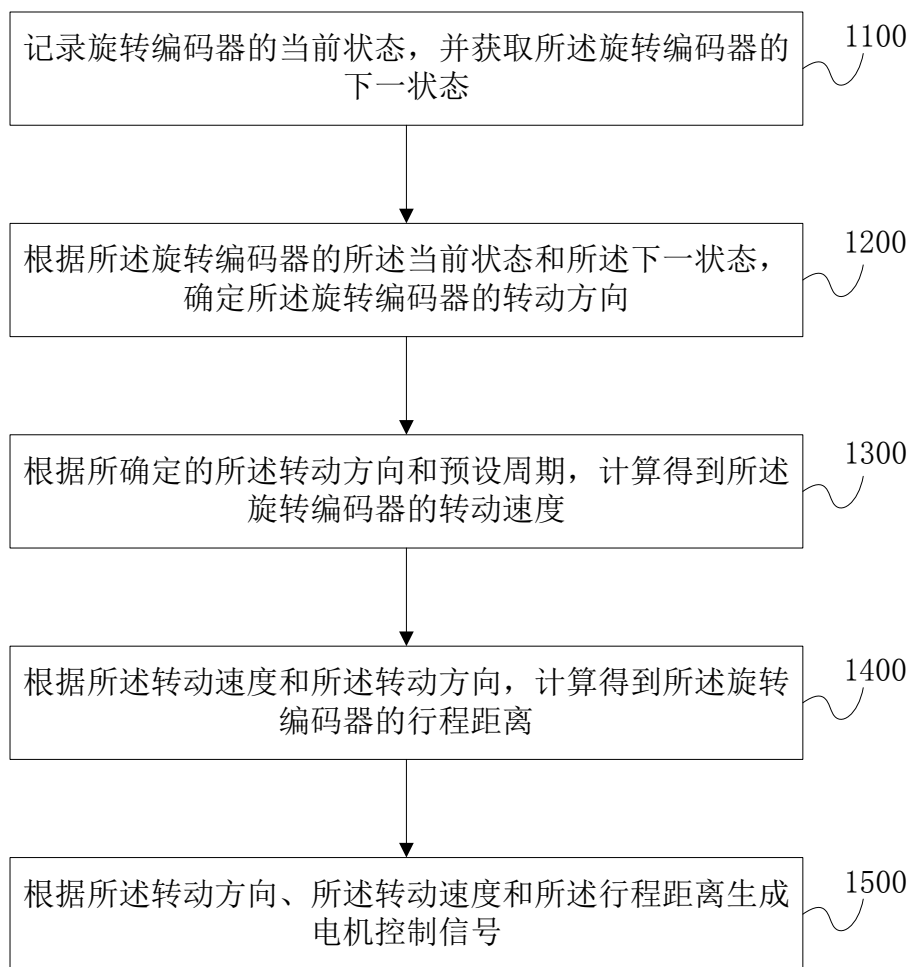 记录旋转编码器的当前状态，并获取所述旋转编码器的
下一状态
1100
根据所述旋转编码器的所述当前状态和所述下一状态，
确定所述旋转编码器的转动方向
1200
根据所确定的所述转动方向和预设周期，计算得到所述
旋转编码器的转动速度
1300
根据所述转动速度和所述转动方向，计算得到所述旋转
编码器的行程距离
1400
根据所述转动方向、所述转动速度和所述行程距离生成
电机控制信号
1500